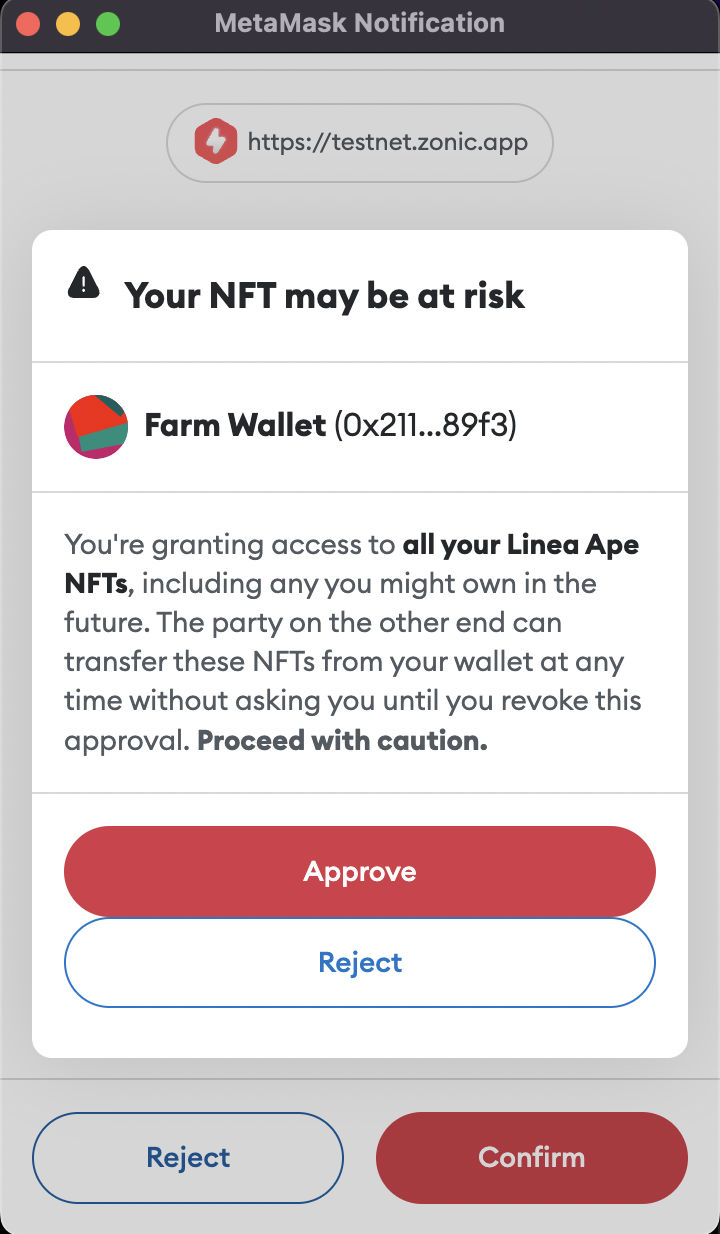 MetaMask Notification
https://testnet.zonic.app
Your NFT may be at risk
Farm Wallet (0x211...89f3)
You're granting access to all your Linea Ape
NFTs, including any you might own in the
future. The party on the other end can
transfer these NFTs from your wallet at any
time without asking you until you revoke this
approval. Proceed with caution.
Approve
Reject
Reject
Confirm